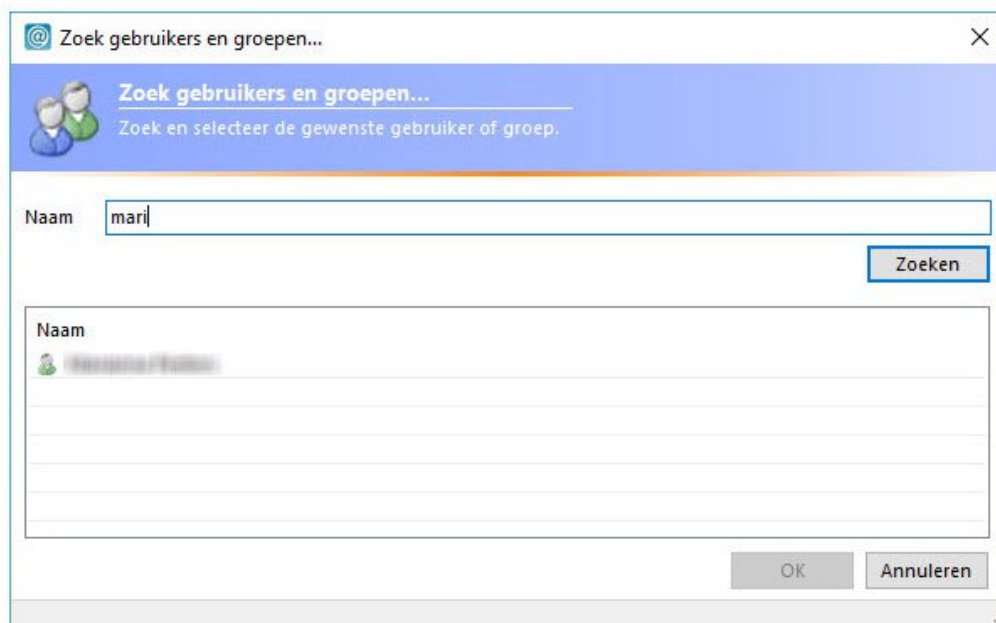 Zoek gebruikers en groepen...
Zoek gebruikers en groepen...
Zoek en selecteer de gewenste gebruiker of groep.
Naam mari
Zoeken
Naam
OK Annuleren